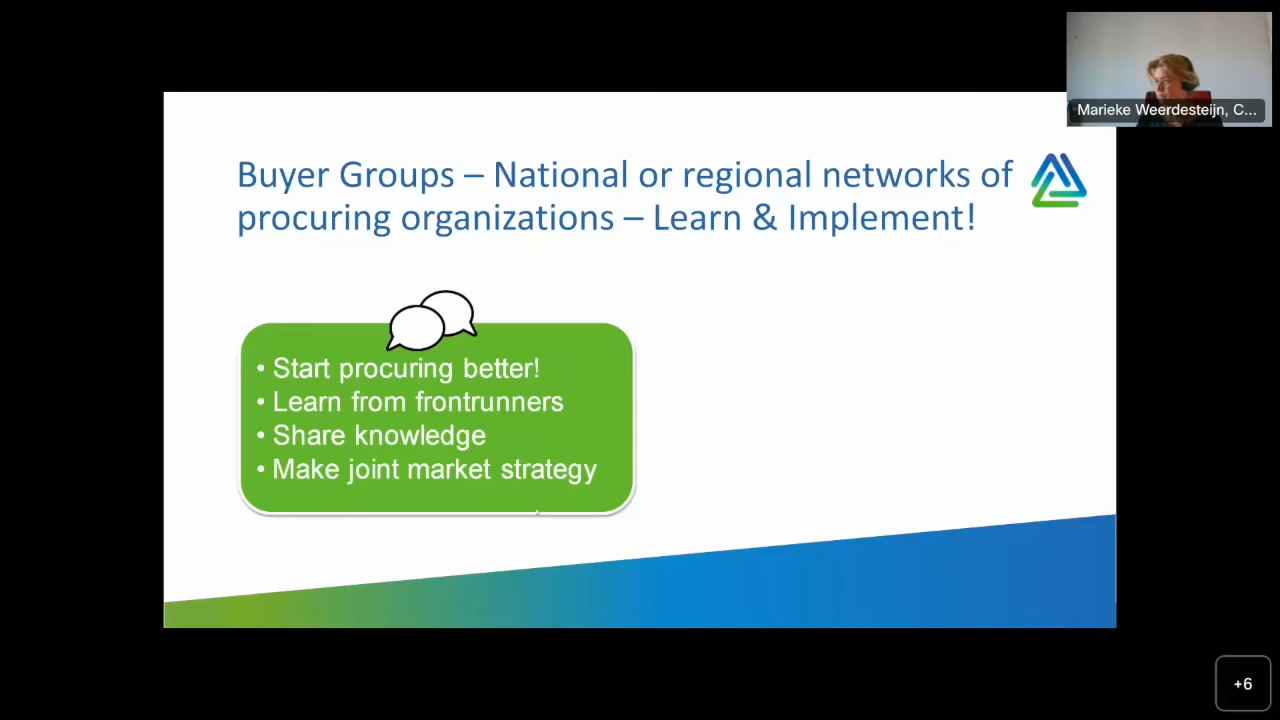 Marieke Weerdesteijn, C...
Buyer Groups – National or regional networks of
procuring organizations – Learn & Implement!
• Start procuring better!
• Learn from frontrunners
• Share knowledge
• Make joint market strategy
+6